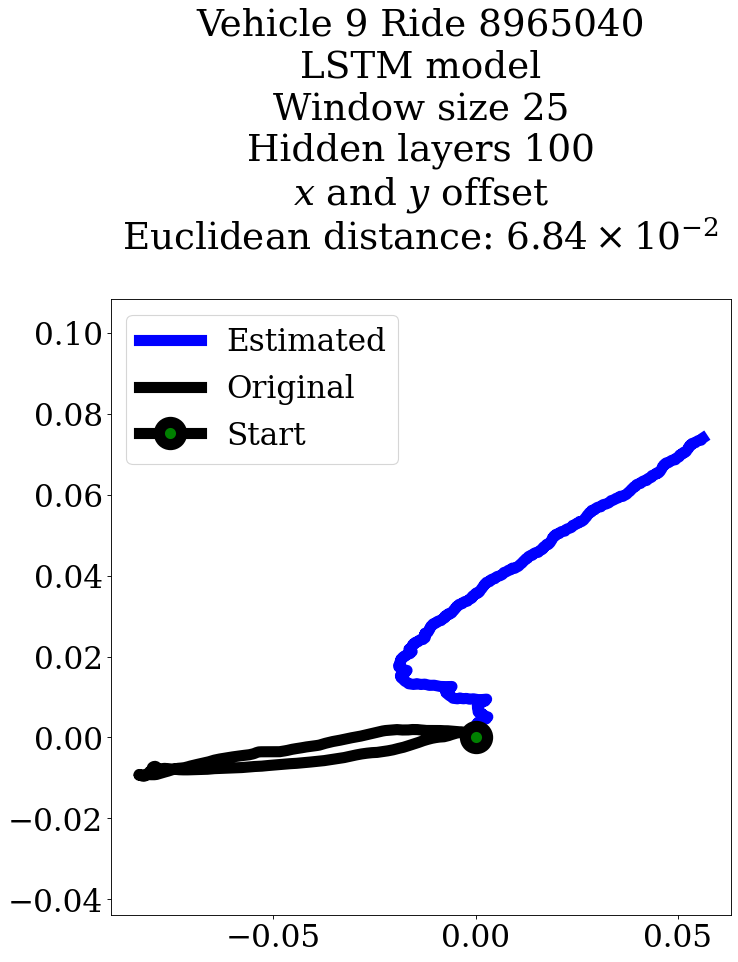 Vehicle 9 Ride 8965040
LSTM model
Window size 25
Hidden layers 100
x and y offset
Euclidean distance: 6.84 × 10⁻²
Estimated
Original
Start
0.10
0.08
0.06
0.04
0.02
0.00
−0.02
−0.04
−0.05 0.00 0.05